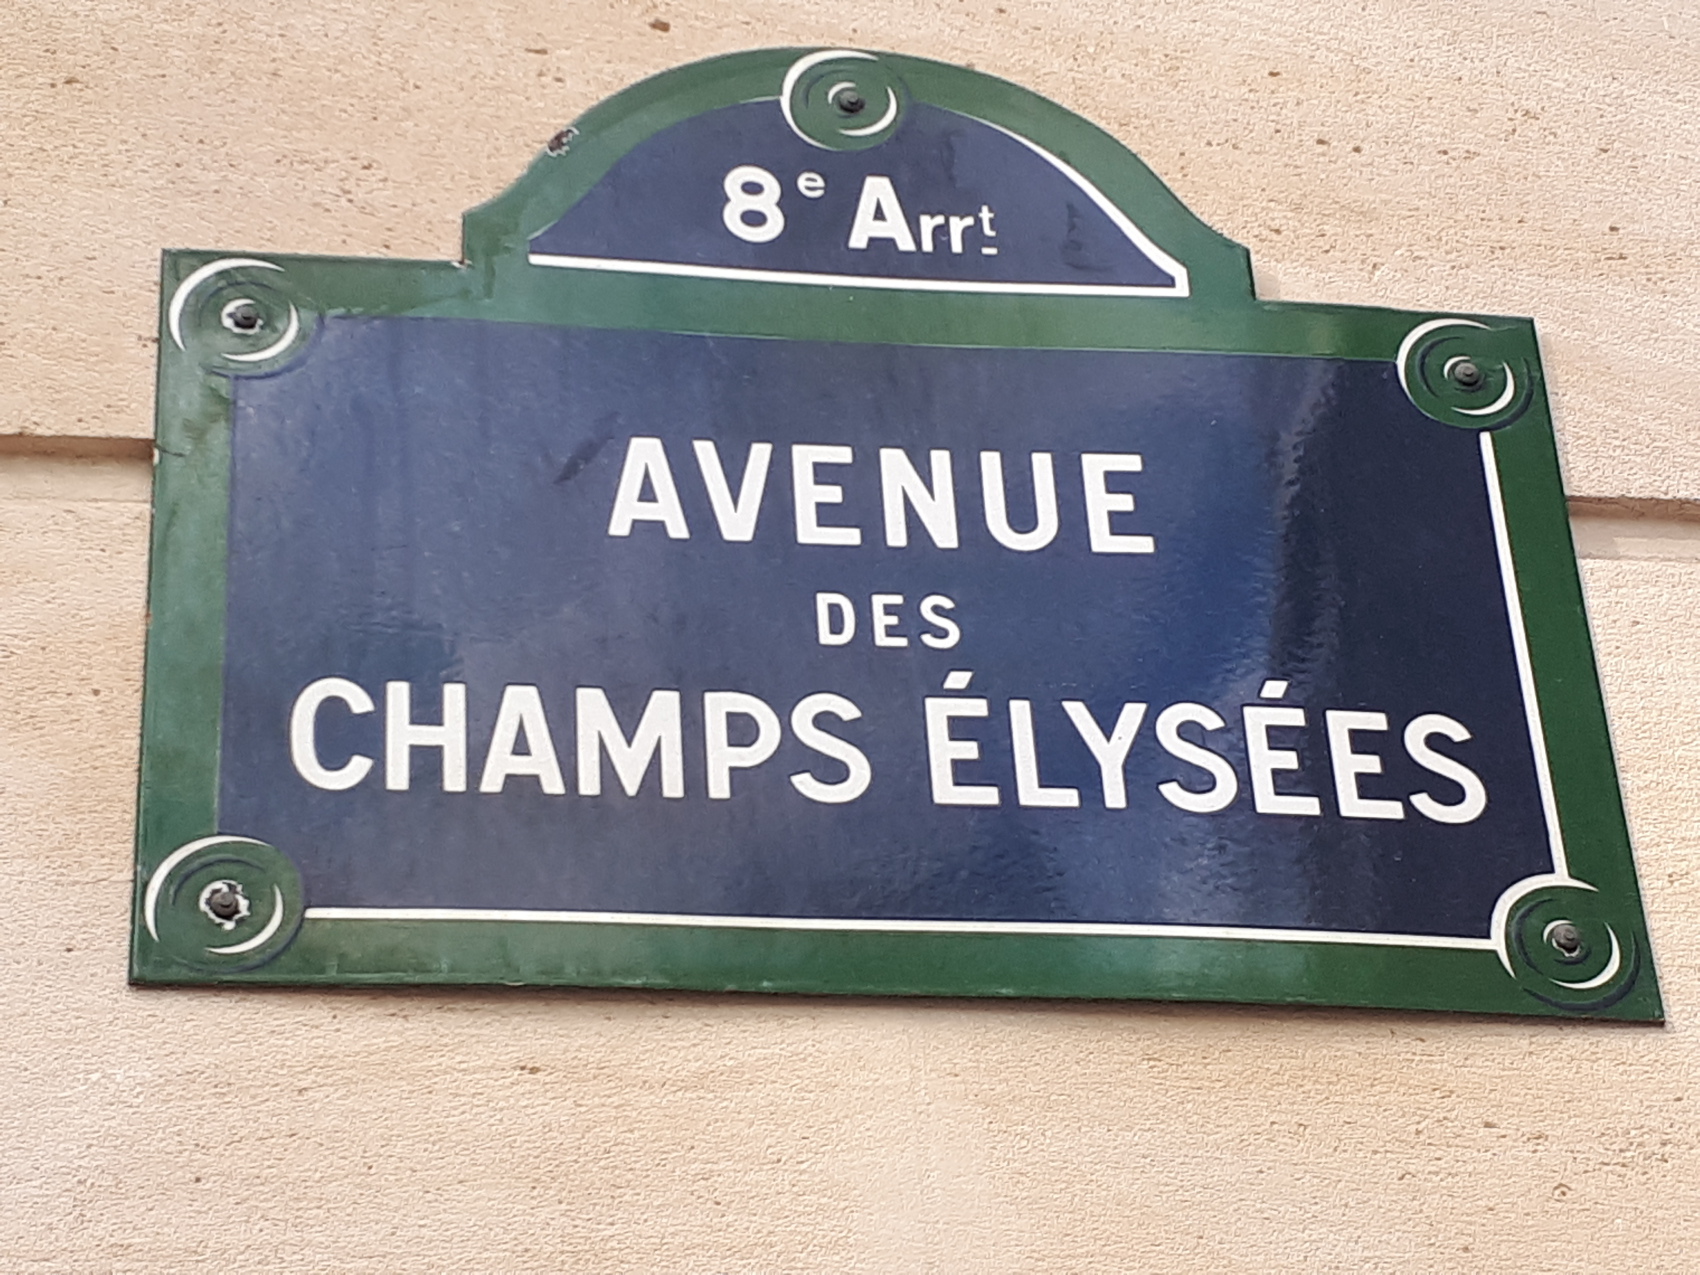 8e Arrt
AVENUE
DES
CHAMPS ÉLYSÉES